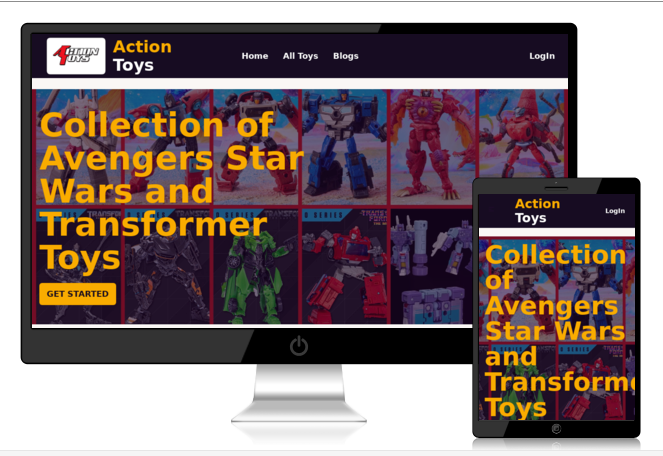 ACTION
TOYS
Action
Toys
Home
All Toys
Blogs
LogIn
Collection of
Avengers Star
Wars and
Transformer
Toys
GET STARTED
Action
Toys
LogIn
Collection
of
Avengers
Star Wars
and
Transforme
Toys